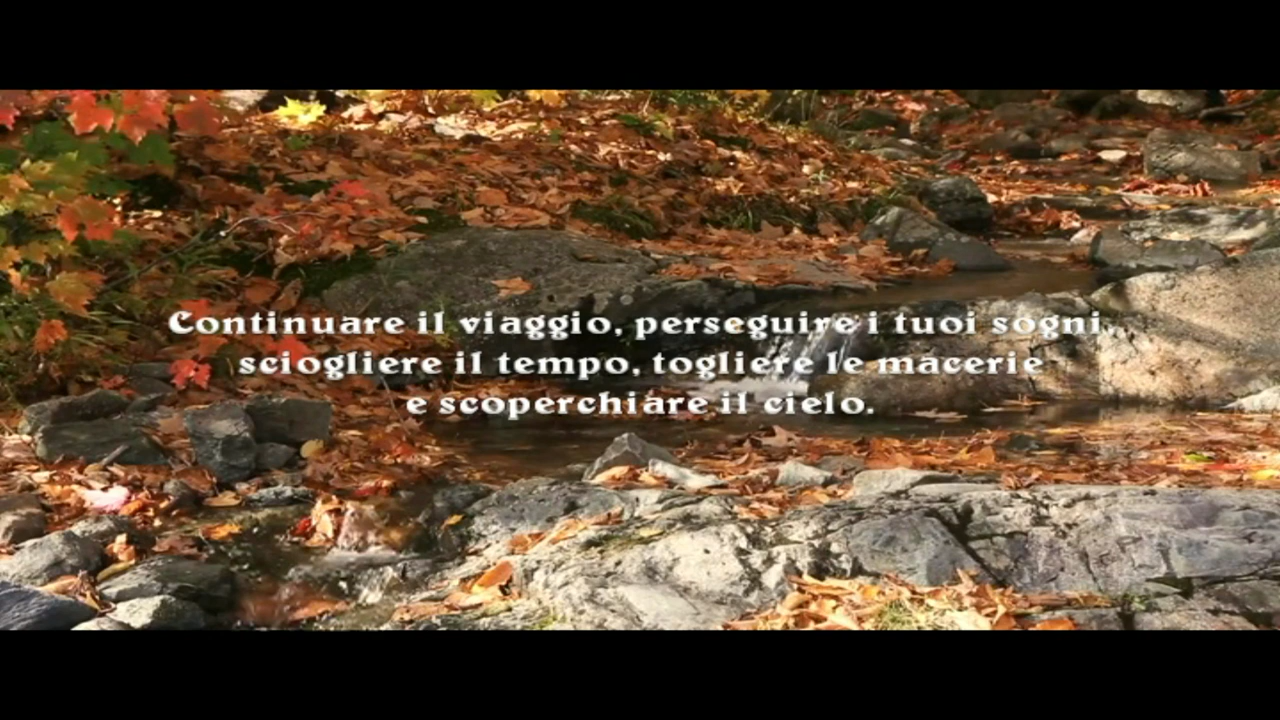 Continuare il viaggio, perseguire i tuoi sogni,
sciogliere il tempo, togliere le macerie
e scoperchiare il cielo.